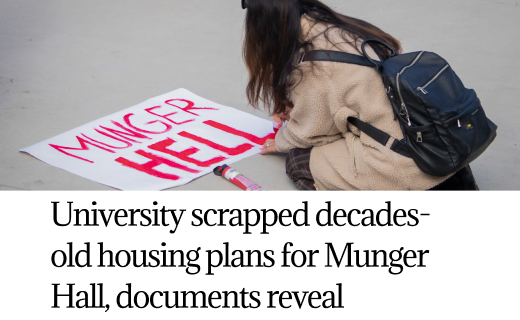 MUNGER
HELL
University scrapped decades-
old housing plans for Munger
Hall, documents reveal